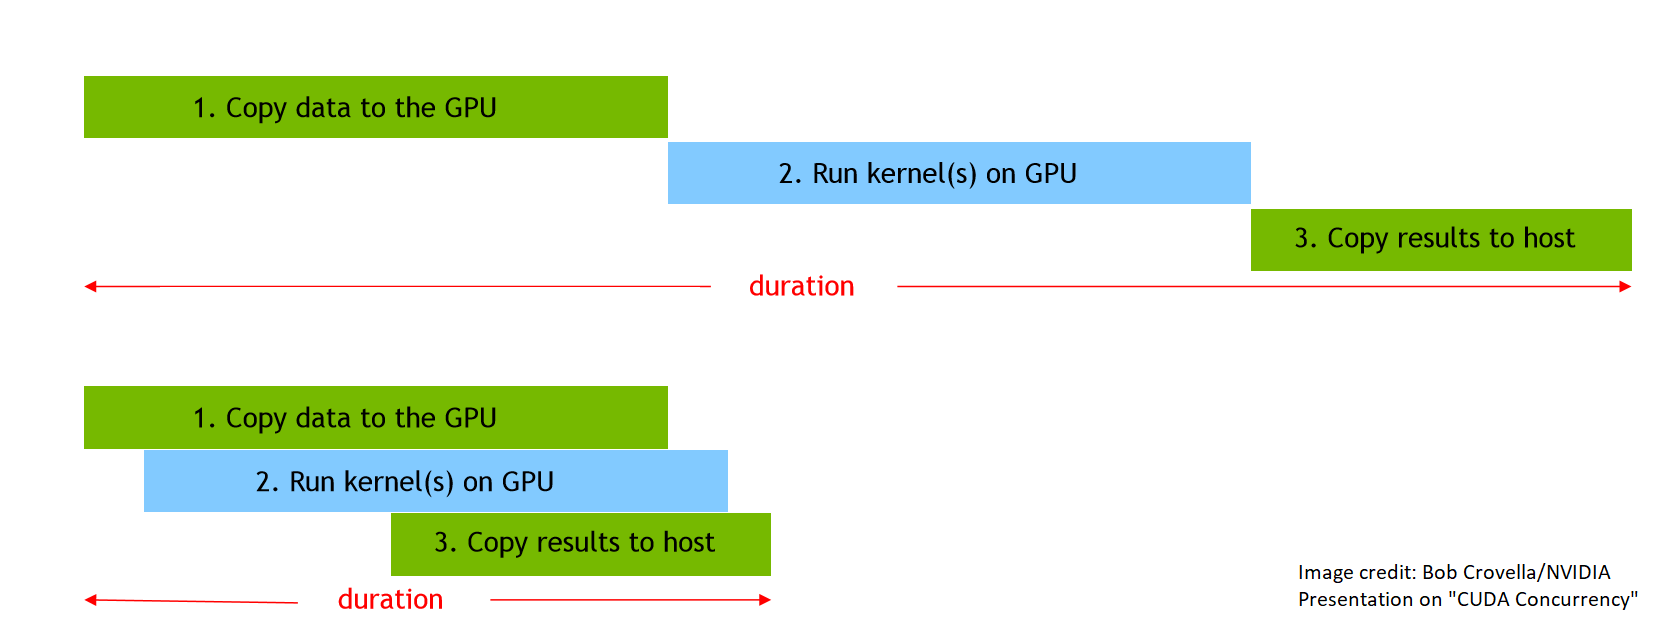 1. Copy data to the GPU
2. Run kernel(s) on GPU
3. Copy results to host
duration
1. Copy data to the GPU
2. Run kernel(s) on GPU
3. Copy results to host
duration
Image credit: Bob Crovella/NVIDIA
Presentation on "CUDA Concurrency"